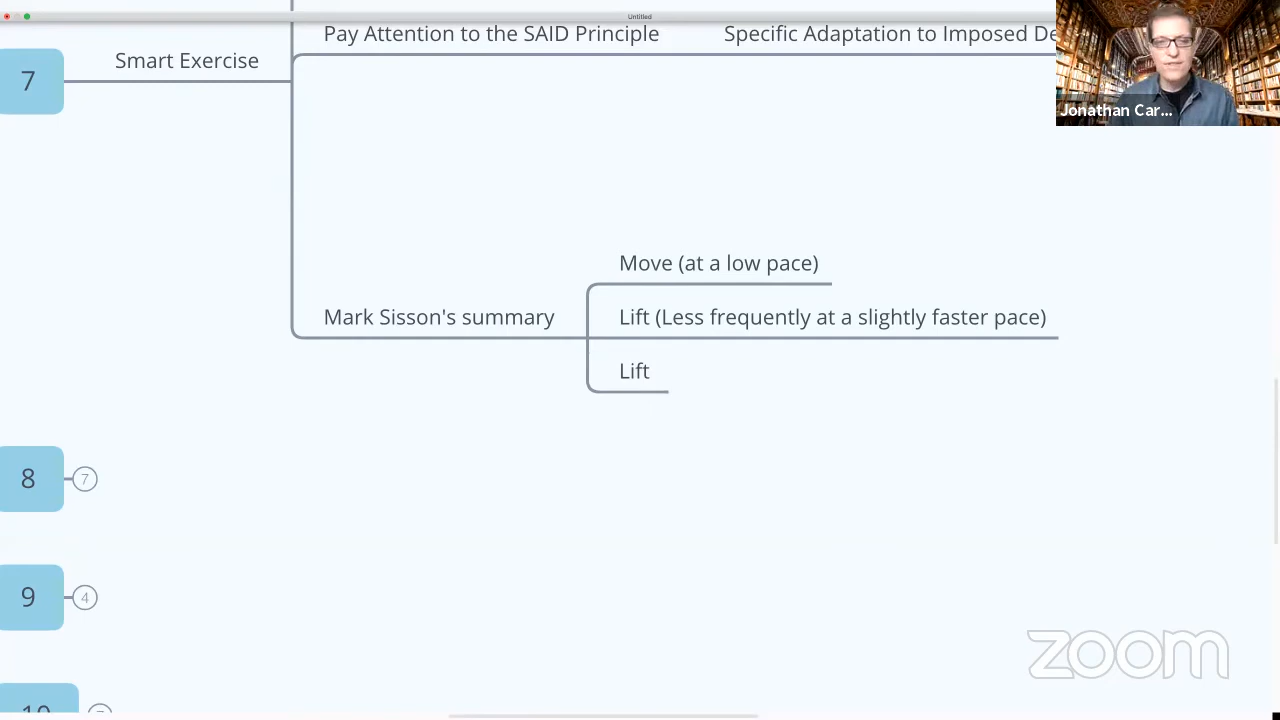 Untitled
Pay Attention to the SAID Principle
Specific Adaptation to Imposed De
Smart Exercise
7
Jonathan Car...
Move (at a low pace)
Mark Sisson's summary
Lift (Less frequently at a slightly faster pace)
Lift
8
7
9
4
10
zoom